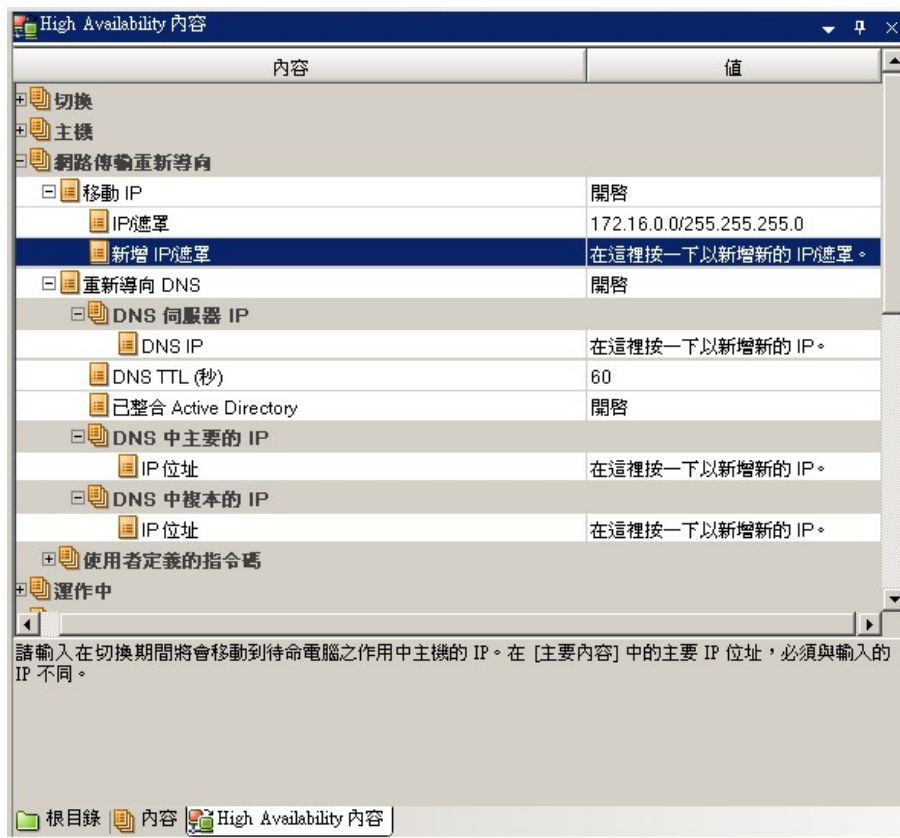 High Availability 內容
內容 值
切換
主機
網路傳輸重新導向
移動 IP 開啟
IP/遮罩 172.16.0.0/255.255.255.0
新增 IP/遮罩 在這裡按一下以新增新的 IP/遮罩。
重新導向 DNS 開啟
DNS 伺服器 IP
DNS IP 在這裡按一下以新增新的 IP。
DNS TTL (秒) 60
已整合 Active Directory 開啟
DNS 中主要的 IP
IP 位址 在這裡按一下以新增新的 IP。
DNS 中複本的 IP
IP 位址 在這裡按一下以新增新的 IP。
使用者定義的指令碼
運作中
請輸入在切換期間將會移動到待命電腦之作用中主機的 IP。在 [主要內容] 中的主要 IP 位址，必須與輸入的
IP 不同。
根目錄 內容 High Availability 內容